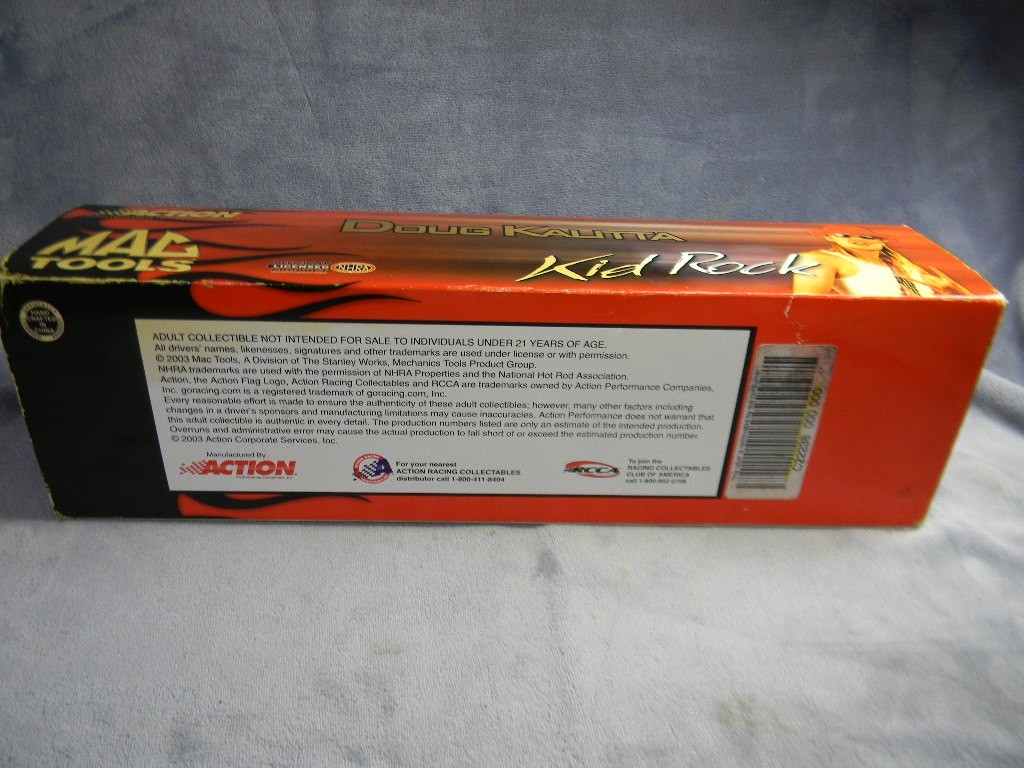 ACTION
MAC
TOOLS
DOUG KALITTA
LICENSED NHRA
Kid Rock
HAND
CRAFTED
IN
CHINA
ADULT COLLECTIBLE NOT INTENDED FOR SALE TO INDIVIDUALS UNDER 21 YEARS OF AGE.
All drivers' names, likenesses, signatures and other trademarks are used under license or with permission.
© 2003 Mac Tools, A Division of The Stanley Works, Mechanics Tools Product Group.
NHRA trademarks are used with the permission of NHRA Properties and the National Hot Rod Association.
Action, the Action Flag Logo, Action Racing Collectables and RCCA are trademarks owned by Action Performance Companies,
Inc. goracing.com is a registered trademark of goracing.com, Inc.
Every reasonable effort is made to ensure the authenticity of these adult collectibles; however, many other factors including
changes in a driver's sponsors and manufacturing limitations may cause inaccuracies. Action Performance does not warrant that
this adult collectible is authentic in every detail. The production numbers listed are only an estimate of the intended production.
Overruns and administrative error may cause the actual production to fall short of or exceed the estimated production number.
© 2003 Action Corporate Services, Inc.
Manufactured By
ACTION
For your nearest
ACTION RACING COLLECTABLES
distributor call 1-800-411-8404
RCCA
To join the
RACING COLLECTABLES
CLUB OF AMERICA
call 1-800-952-0708